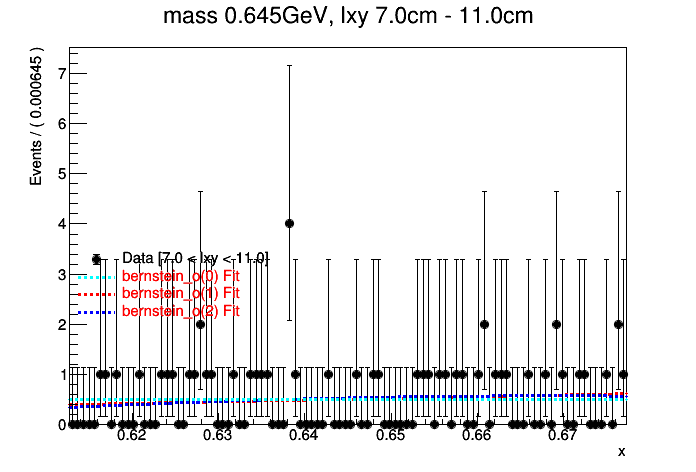 mass 0.645GeV, lxy 7.0cm - 11.0cm
Events / ( 0.000645 )
7
6
5
4
3
2
1
0
Data [7.0 < lxy < 11.0]
bernstein_o(0) Fit
bernstein_o(1) Fit
bernstein_o(2) Fit
0.62 0.63 0.64 0.65 0.66 0.67
x